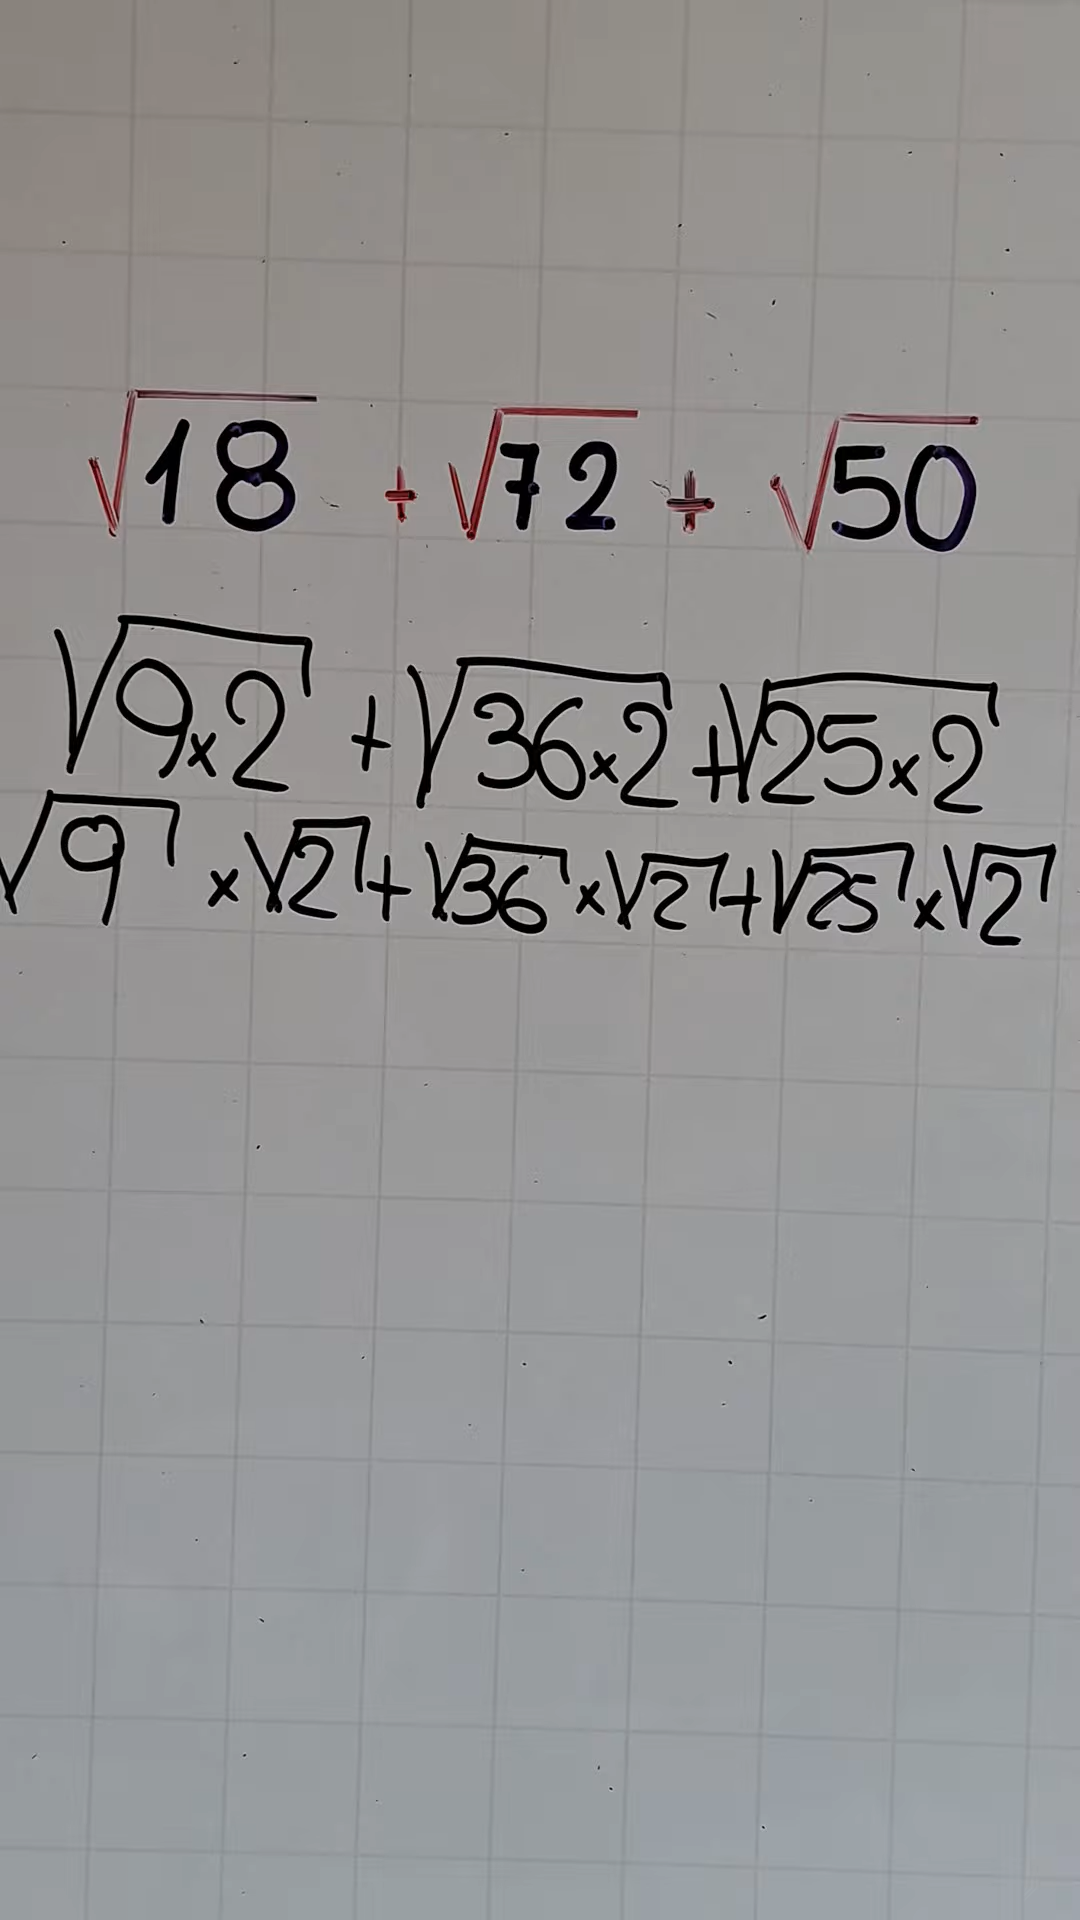 √18 + √72 + √50
√9×2 + √36×2 + √25×2
√9 × √2 + √36 × √2 + √25 × √2